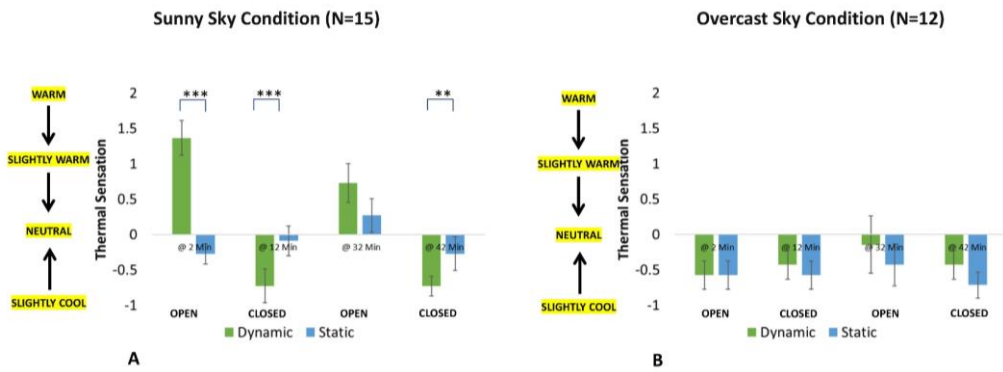 Sunny Sky Condition (N=15)
WARM
SLIGHTLY WARM
NEUTRAL
SLIGHTLY COOL
Thermal Sensation
2
1.5
1
0.5
0
-0.5
-1
***
***
**
@ 2 Min
@ 12 Min
@ 32 Min
@ 42 Min
OPEN
CLOSED
OPEN
CLOSED
Dynamic
Static
A
Overcast Sky Condition (N=12)
WARM
SLIGHTLY WARM
NEUTRAL
SLIGHTLY COOL
Thermal Sensation
2
1.5
1
0.5
0
-0.5
-1
@ 2 Min
@ 12 Min
@ 32 Min
@ 42 Min
OPEN
CLOSED
OPEN
CLOSED
Dynamic
Static
B